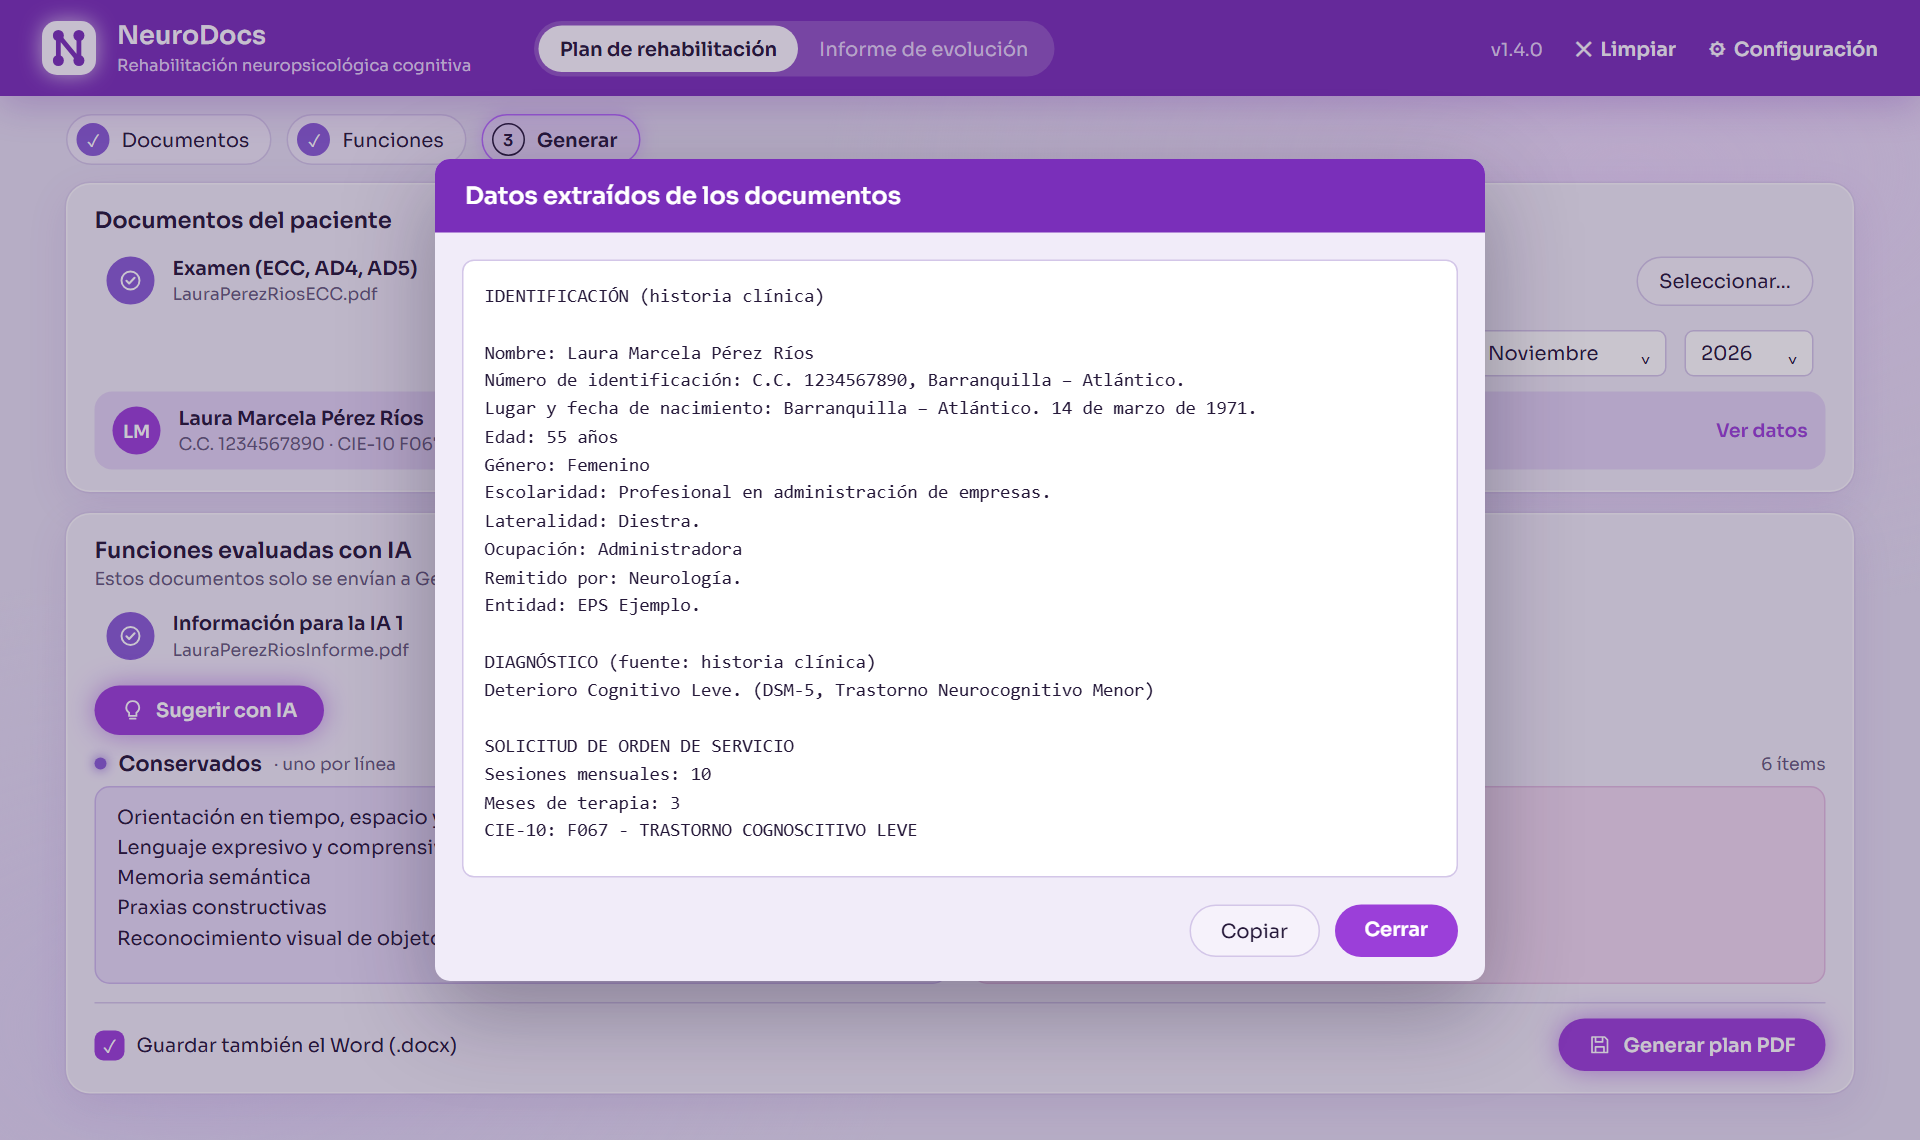 NeuroDocs
Rehabilitación neuropsicológica cognitiva
Plan de rehabilitación
Informe de evolución
v1.4.0
Limpiar
Configuración
Documentos
Funciones
3 Generar
Documentos del paciente
Examen (ECC, AD4, AD5)
LauraPerezRiosECC.pdf
Seleccionar...
Noviembre
2026
LM
Laura Marcela Pérez Ríos
C.C. 1234567890 · CIE-10 F067
Ver datos
Funciones evaluadas con IA
Estos documentos solo se envían a
Información para la IA 1
LauraPerezRiosInforme.pdf
Sugerir con IA
Conservados · uno por línea
6 ítems
Orientación en tiempo, espacio
Lenguaje expresivo y
Memoria semántica
Praxias constructivas
Reconocimiento visual de
Guardar también el Word (.docx)
Generar plan PDF
Datos extraídos de los documentos
IDENTIFICACIÓN (historia clínica)
Nombre: Laura Marcela Pérez Ríos
Número de identificación: C.C. 1234567890, Barranquilla – Atlántico.
Lugar y fecha de nacimiento: Barranquilla – Atlántico. 14 de marzo de 1971.
Edad: 55 años
Género: Femenino
Escolaridad: Profesional en administración de empresas.
Lateralidad: Diestra.
Ocupación: Administradora
Remitido por: Neurología.
Entidad: EPS Ejemplo.
DIAGNÓSTICO (fuente: historia clínica)
Deterioro Cognitivo Leve. (DSM-5, Trastorno Neurocognitivo Menor)
SOLICITUD DE ORDEN DE SERVICIO
Sesiones mensuales: 10
Meses de terapia: 3
CIE-10: F067 - TRASTORNO COGNOSCITIVO LEVE
Copiar
Cerrar